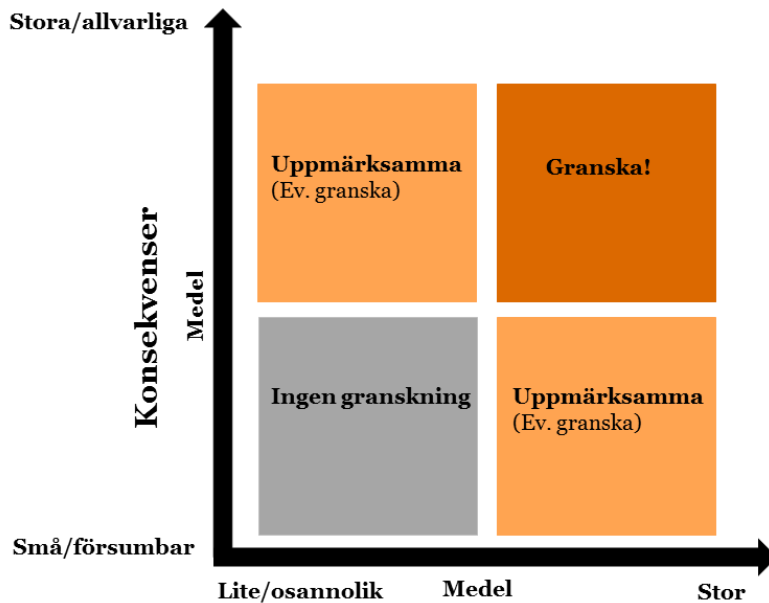 Stora/allvarliga
Uppmärksamma
(Ev. granska)
Granska!
Konsekvenser
Medel
Ingen granskning
Uppmärksamma
(Ev. granska)
Små/försumbar
Lite/osannolik
Medel
Stor